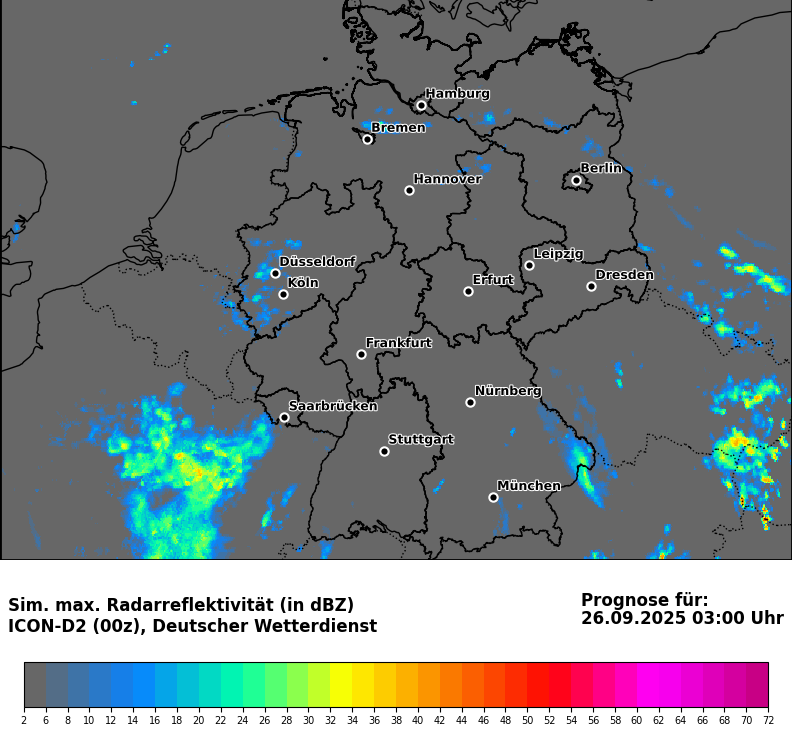 Hamburg
Bremen
Berlin
Hannover
Leipzig
Düsseldorf
Dresden
Köln
Erfurt
Frankfurt
Nürnberg
Saarbrücken
Stuttgart
München
Sim. max. Radarreflektivität (in dBZ)
ICON-D2 (00z), Deutscher Wetterdienst
Prognose für:
26.09.2025 03:00 Uhr
2 6 8 10 12 14 16 18 20 22 24 26 28 30 32 34 36 38 40 42 44 46 48 50 52 54 56 58 60 62 64 66 68 70 72